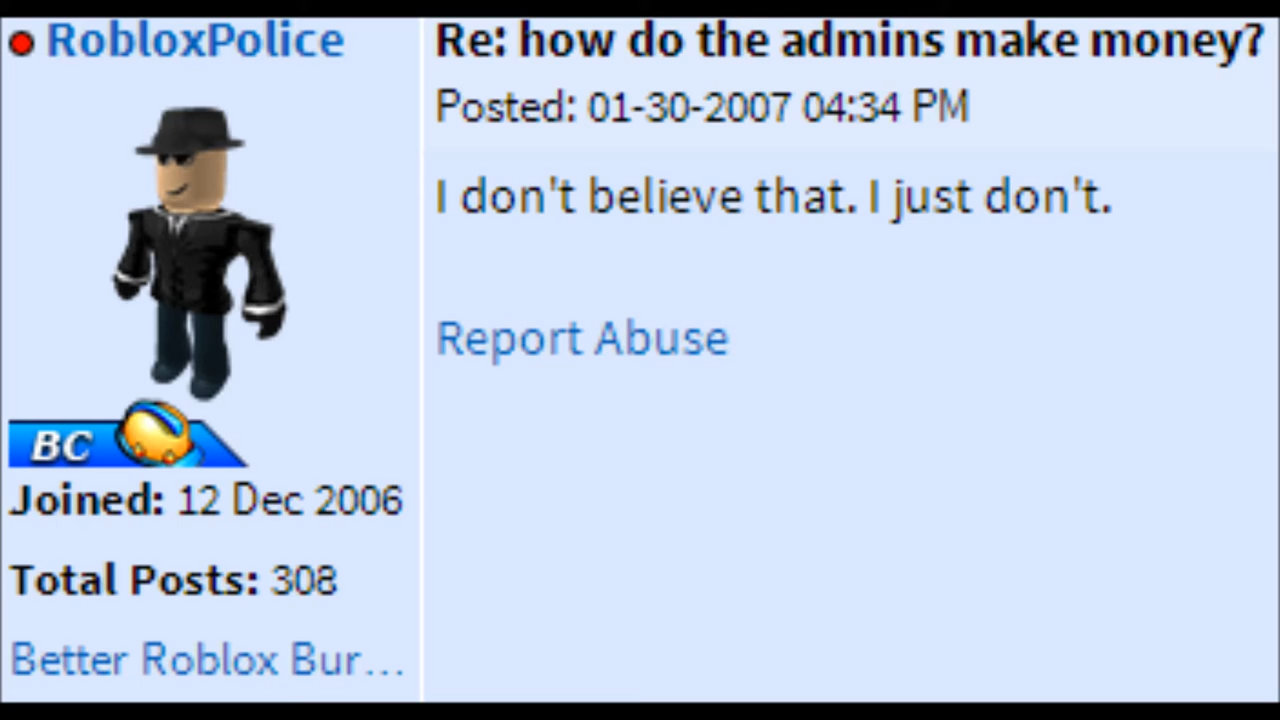 RobloxPolice
Re: how do the admins make money?
Posted: 01-30-2007 04:34 PM
I don't believe that. I just don't.
Report Abuse
BC
Joined: 12 Dec 2006
Total Posts: 308
Better Roblox Bur...